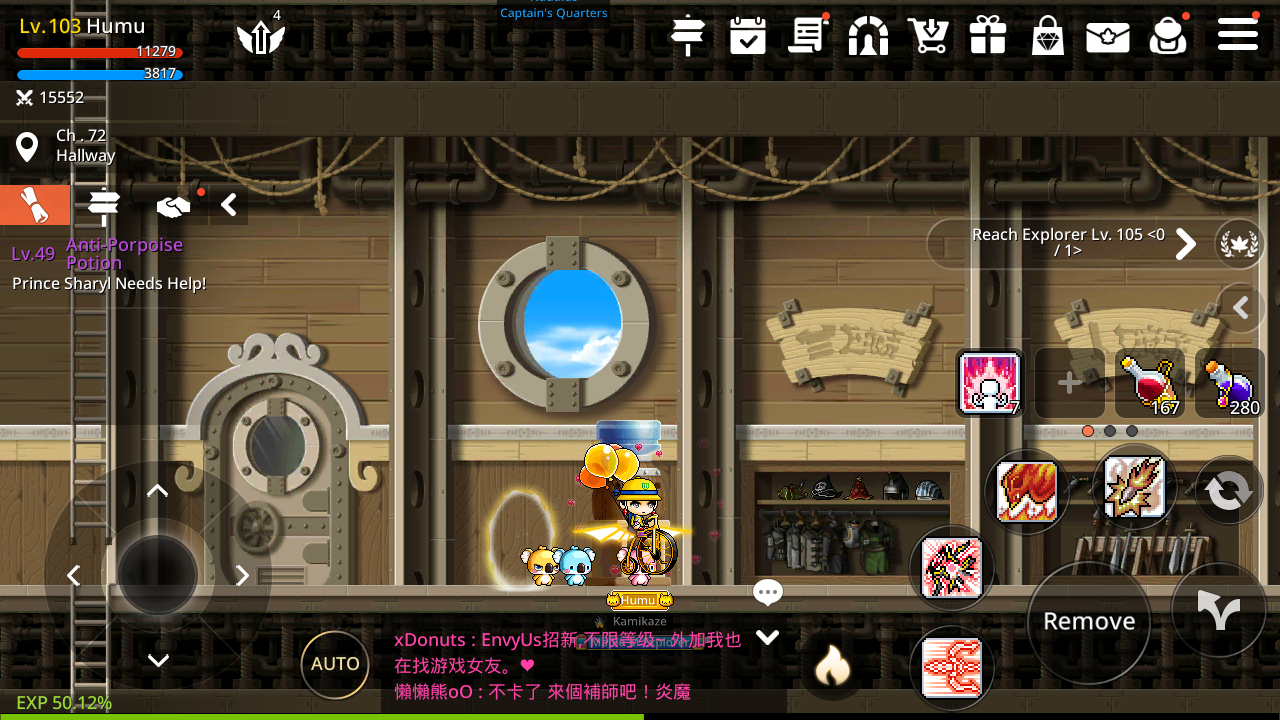 Captain's Quarters
Lv.103 Humu
4
11279
3817
15552
Ch . 72
Hallway
Lv.49 Anti-Porpoise
Potion
Prince Sharyl Needs Help!
Reach Explorer Lv. 105 <0
/ 1>
7
167
280
Humu
Kamikaze
Remove
AUTO
xDonuts : EnvyUs招新 不限等级~ 外加我也
在找游戏女友。♥
懒懒熊oO : 不卡了 來個補師吧！炎魔
EXP 50.12%